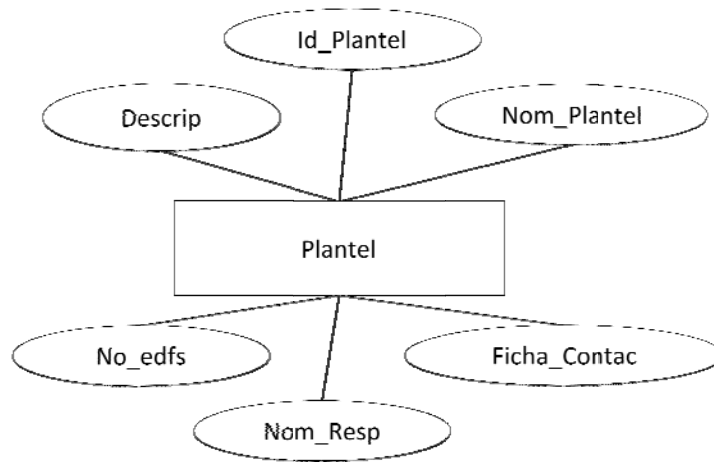 Id_Plantel
Descrip
Nom_Plantel
Plantel
No_edfs
Ficha_Contac
Nom_Resp